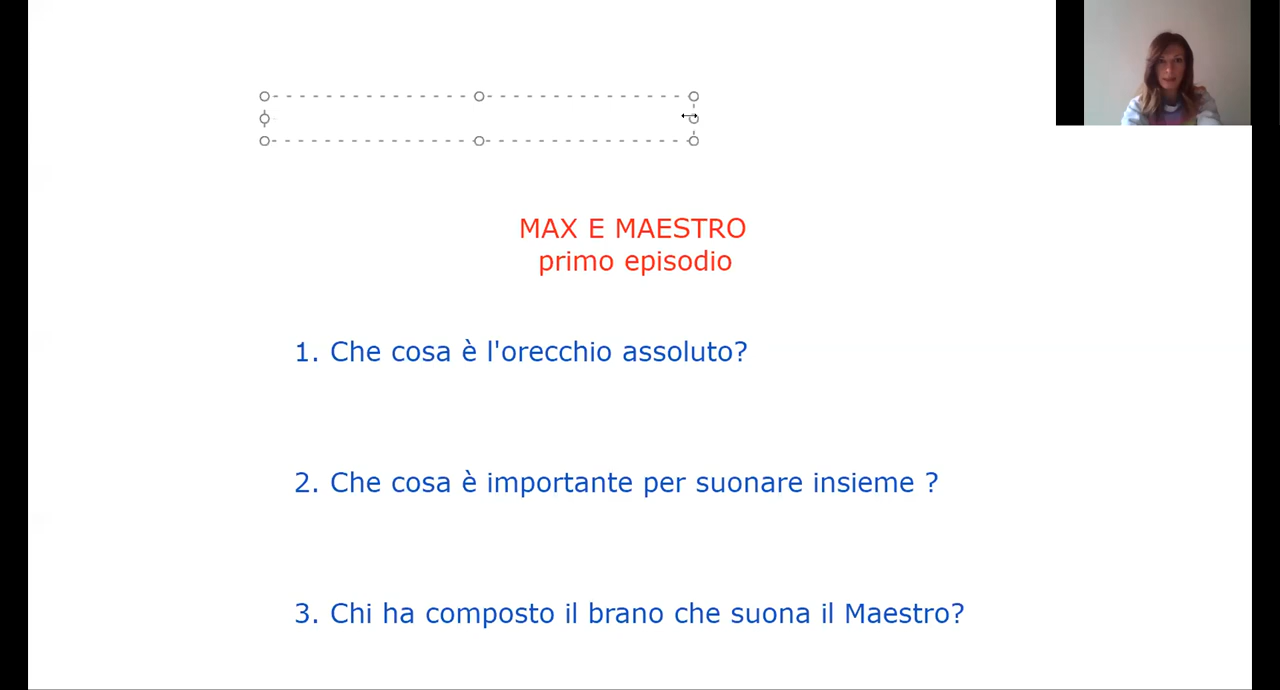 MAX E MAESTRO
primo episodio
1. Che cosa è l'orecchio assoluto?
2. Che cosa è importante per suonare insieme ?
3. Chi ha composto il brano che suona il Maestro?